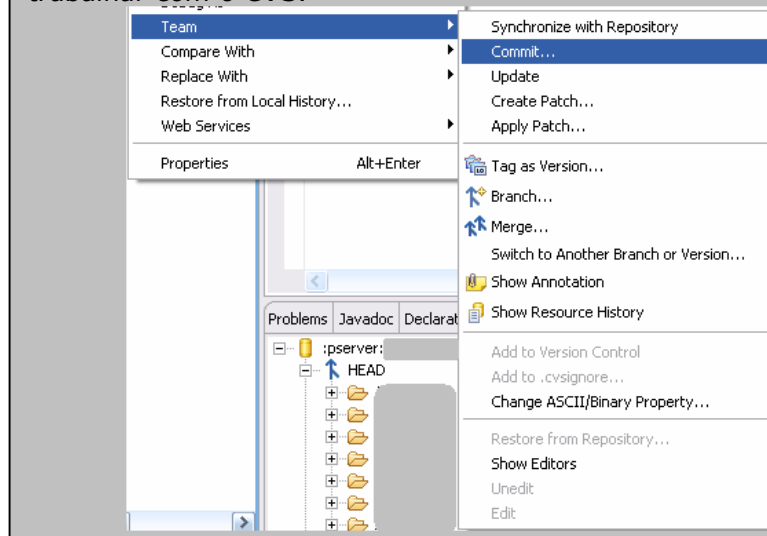 trabalhar com o CVS.
Team
Compare With
Replace With
Restore from Local History...
Web Services
Properties Alt+Enter
Synchronize with Repository
Commit...
Update
Create Patch...
Apply Patch...
Tag as Version...
Branch...
Merge...
Switch to Another Branch or Version...
Show Annotation
Show Resource History
Add to Version Control
Add to .cvsignore...
Change ASCII/Binary Property...
Restore from Repository...
Show Editors
Unedit
Edit
Problems Javadoc Declarat
:pserver:
HEAD